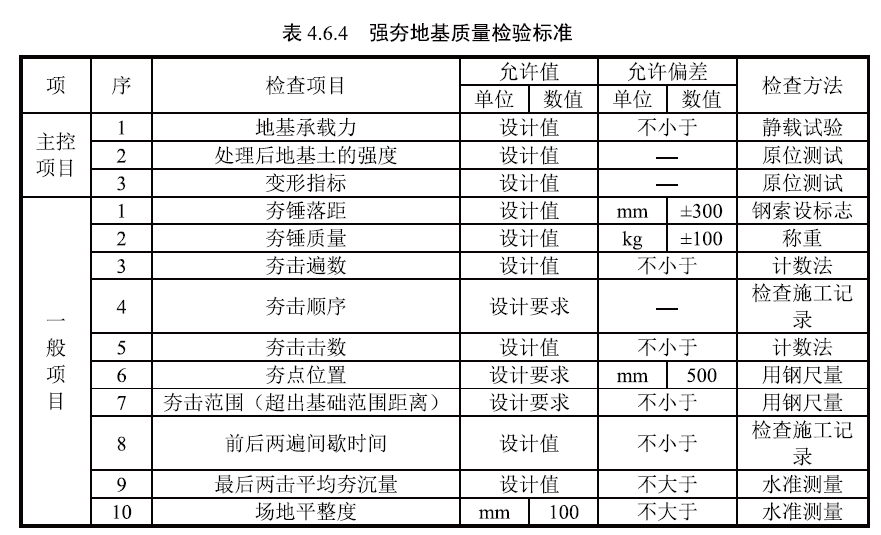 表 4.6.4 强夯地基质量检验标准
项 序 检查项目 允许值 允许偏差 检查方法
单位 数值 单位 数值
主控项目 1 地基承载力 设计值 不小于 静载试验
2 处理后地基土的强度 设计值 — 原位测试
3 变形指标 设计值 — 原位测试
一般项目 1 夯锤落距 设计值 mm ±300 钢索设标志
2 夯锤质量 设计值 kg ±100 称重
3 夯击遍数 设计值 不小于 计数法
4 夯击顺序 设计要求 — 检查施工记录
5 夯击击数 设计值 不小于 计数法
6 夯点位置 设计要求 mm 500 用钢尺量
7 夯击范围（超出基础范围距离） 设计要求 不小于 用钢尺量
8 前后两遍间歇时间 设计值 不小于 检查施工记录
9 最后两击平均夯沉量 设计值 不大于 水准测量
10 场地平整度 mm 100 不大于 水准测量